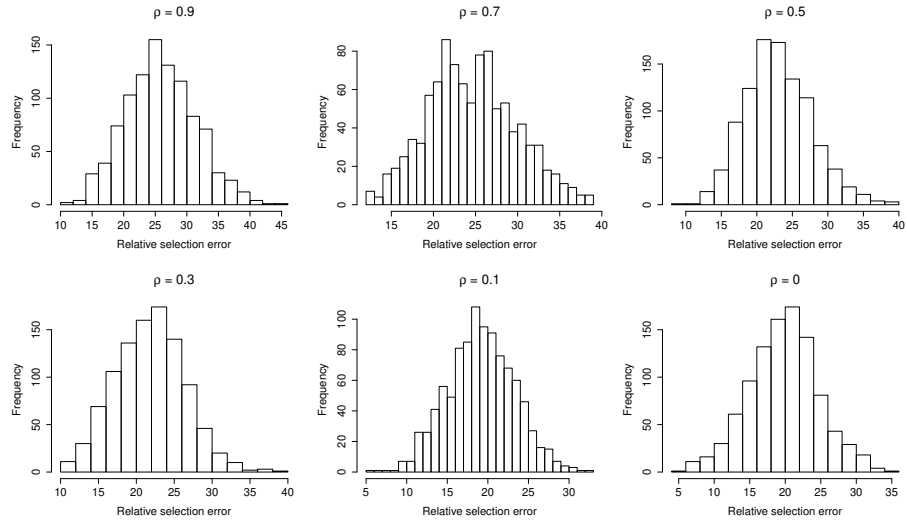 ρ = 0.9
ρ = 0.7
ρ = 0.5
Frequency
0 50 100 150
10 15 20 25 30 35 40 45
Relative selection error
Frequency
0 20 40 60 80
15 20 25 30 35 40
Relative selection error
Frequency
0 50 100 150
10 15 20 25 30 35 40
Relative selection error
ρ = 0.3
ρ = 0.1
ρ = 0
Frequency
0 50 100 150
10 15 20 25 30 35 40
Relative selection error
Frequency
0 20 40 60 80 100
5 10 15 20 25 30
Relative selection error
Frequency
0 50 100 150
5 10 15 20 25 30 35
Relative selection error